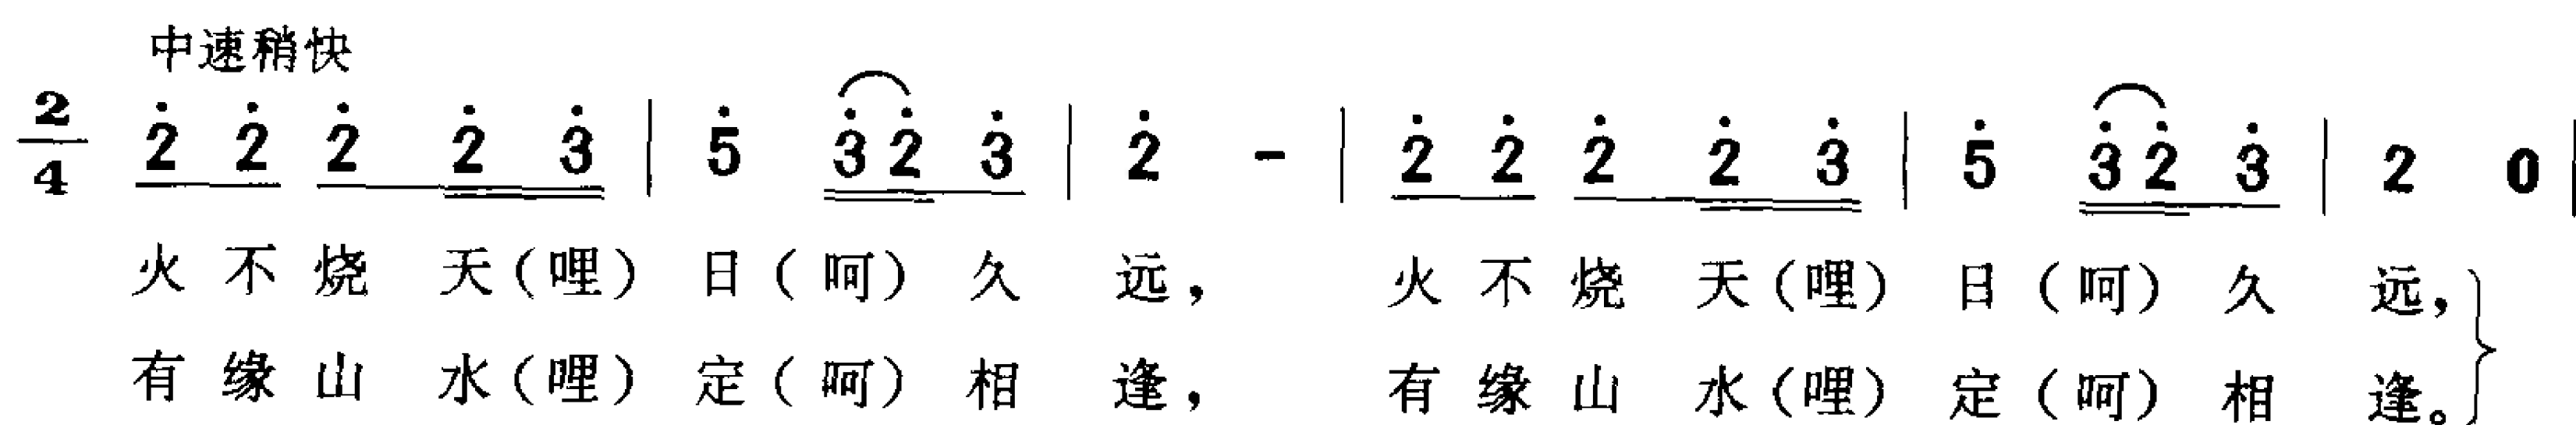 中速稍快
2/4 2̇ 2̇ 2̇ 2̇ 3̇ | 5̇ 3̇ 2̇ 3̇ | 2̇ - | 2̇ 2̇ 2̇ 2̇ 3̇ | 5̇ 3̇ 2̇ 3̇ | 2 0 |
火不烧天(哩)日(呵)久远，火不烧天(哩)日(呵)久远，
有缘山水(哩)定(呵)相逢，有缘山水(哩)定(呵)相逢。